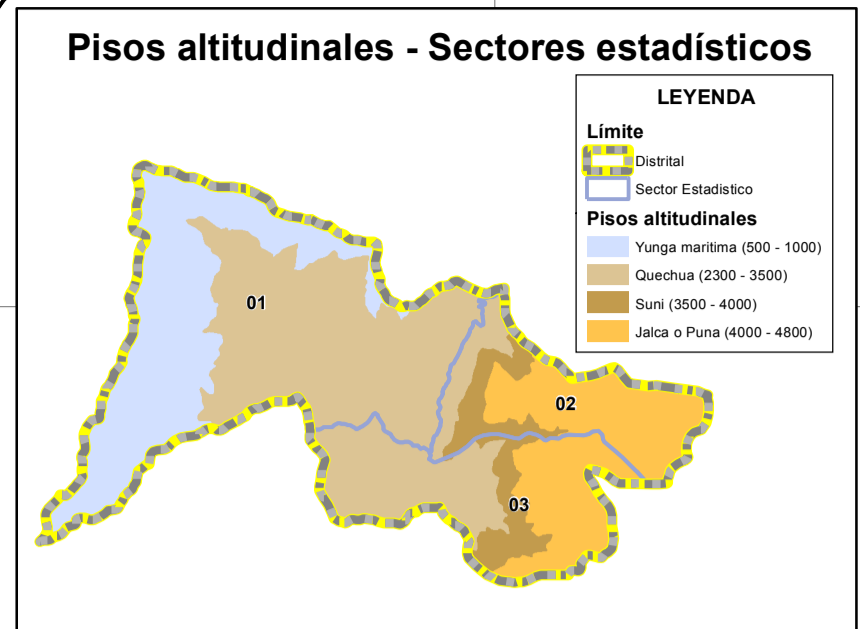 Pisos altitudinales - Sectores estadísticos
LEYENDA
Límite
Distrital
Sector Estadistico
Pisos altitudinales
Yunga maritima (500 - 1000)
Quechua (2300 - 3500)
Suni (3500 - 4000)
Jalca o Puna (4000 - 4800)
01
02
03